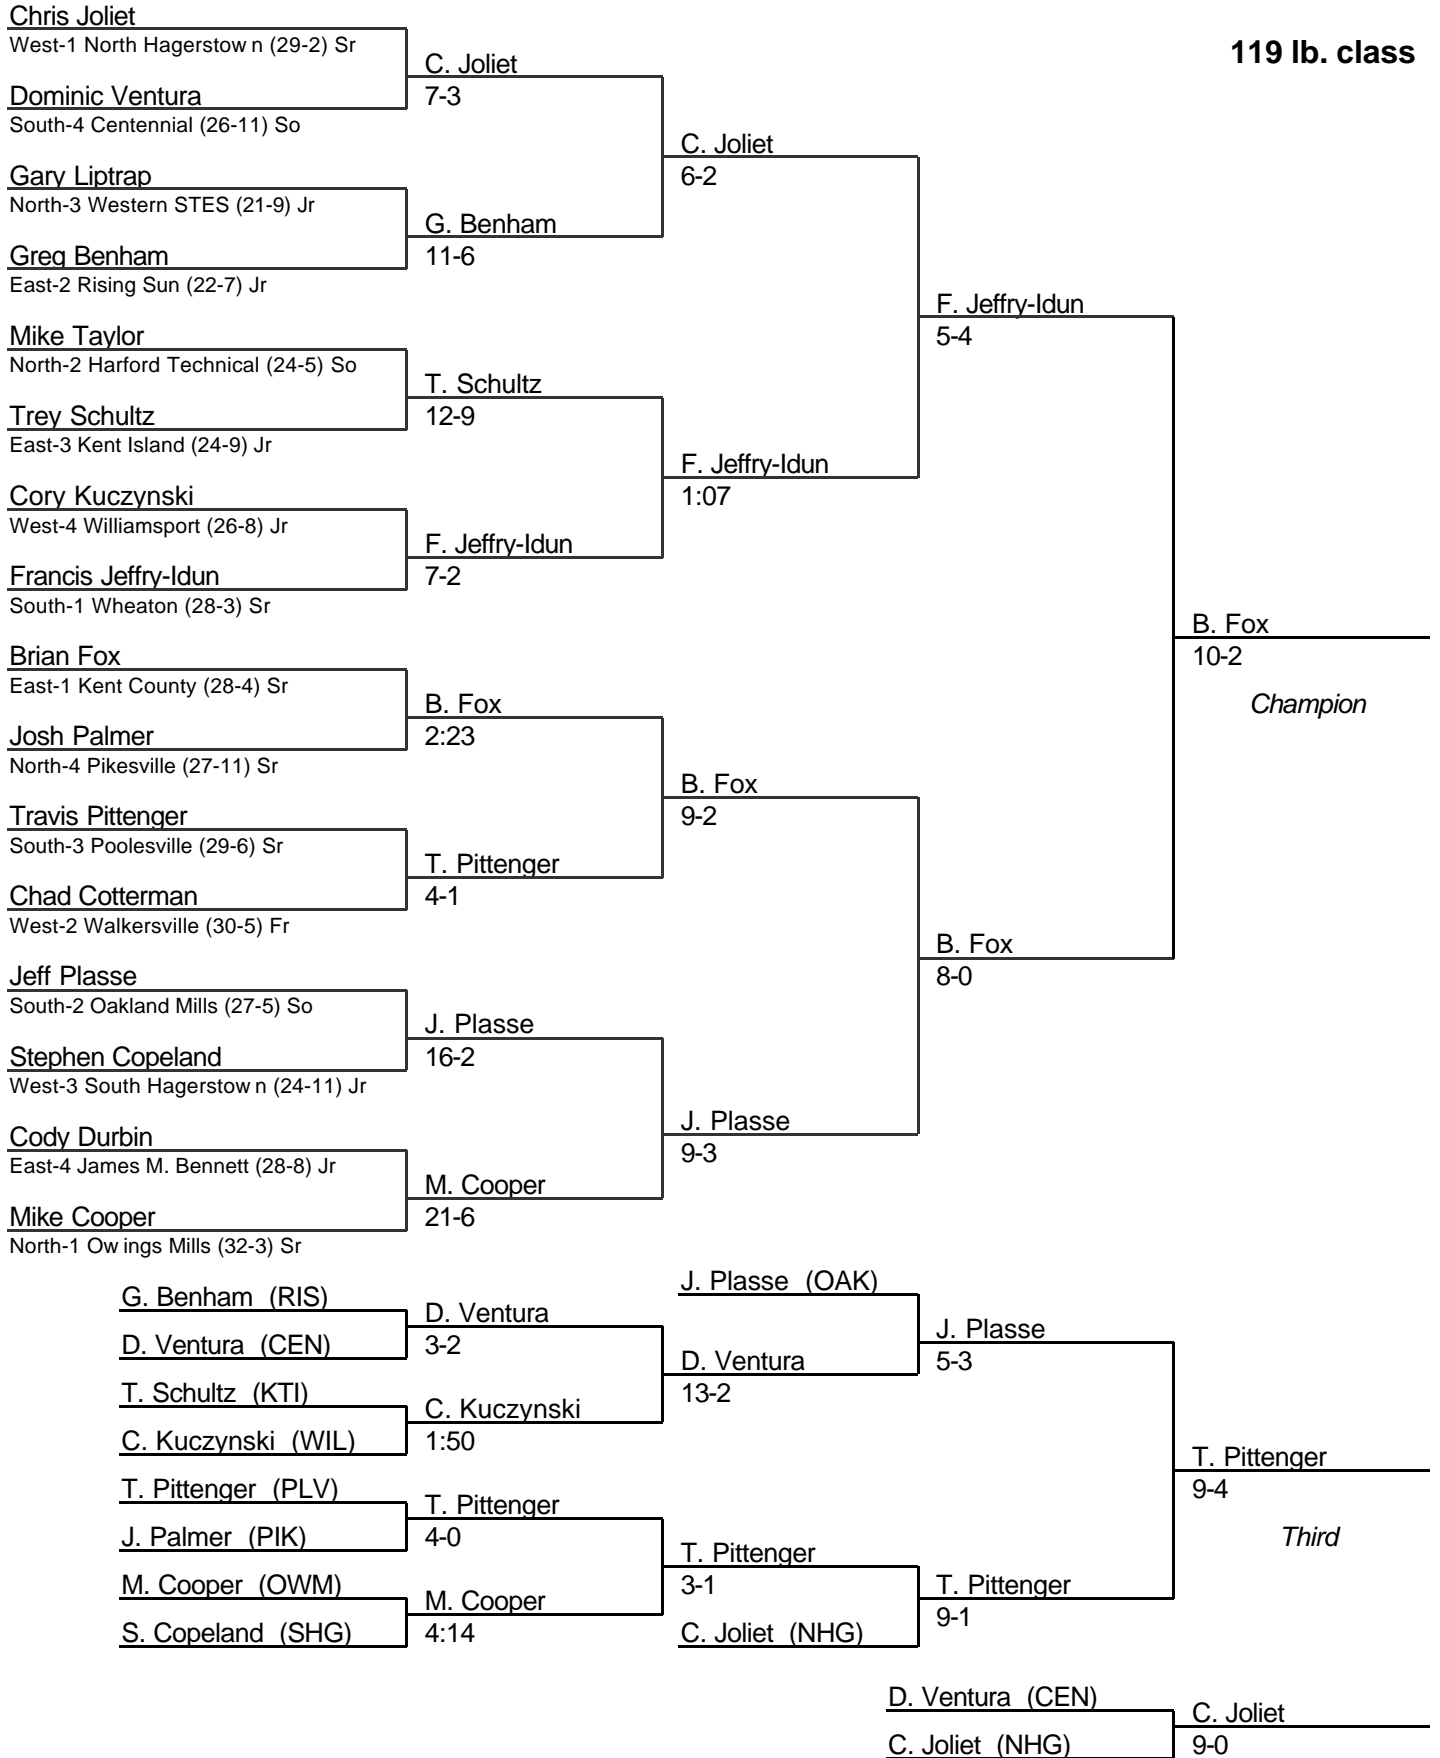 Chris Joliet
West-1 North Hagerstown (29-2) Sr
119 lb. class
C. Joliet
7-3
Dominic Ventura
South-4 Centennial (26-11) So
C. Joliet
6-2
Gary Liptrap
North-3 Western STES (21-9) Jr
G. Benham
11-6
Greg Benham
East-2 Rising Sun (22-7) Jr
F. Jeffry-Idun
5-4
Mike Taylor
North-2 Harford Technical (24-5) So
T. Schultz
12-9
Trey Schultz
East-3 Kent Island (24-9) Jr
F. Jeffry-Idun
1:07
Cory Kuczynski
West-4 Williamsport (26-8) Jr
F. Jeffry-Idun
7-2
Francis Jeffry-Idun
South-1 Wheaton (28-3) Sr
B. Fox
10-2
Champion
Brian Fox
East-1 Kent County (28-4) Sr
B. Fox
2:23
Josh Palmer
North-4 Pikesville (27-11) Sr
B. Fox
9-2
Travis Pittenger
South-3 Poolesville (29-6) Sr
T. Pittenger
4-1
Chad Cotterman
West-2 Walkersville (30-5) Fr
B. Fox
8-0
Jeff Plasse
South-2 Oakland Mills (27-5) So
J. Plasse
16-2
Stephen Copeland
West-3 South Hagerstown (24-11) Jr
J. Plasse
9-3
Cody Durbin
East-4 James M. Bennett (28-8) Jr
M. Cooper
21-6
Mike Cooper
North-1 Owings Mills (32-3) Sr
J. Plasse (OAK)
G. Benham (RIS)
D. Ventura
3-2
D. Ventura (CEN)
J. Plasse
5-3
D. Ventura
13-2
T. Schultz (KTI)
C. Kuczynski
1:50
C. Kuczynski (WIL)
T. Pittenger
9-4
Third
T. Pittenger (PLV)
T. Pittenger
4-0
J. Palmer (PIK)
T. Pittenger
3-1
M. Cooper (OWM)
M. Cooper
4:14
T. Pittenger
9-1
S. Copeland (SHG)
C. Joliet (NHG)
D. Ventura (CEN)
C. Joliet
9-0
C. Joliet (NHG)